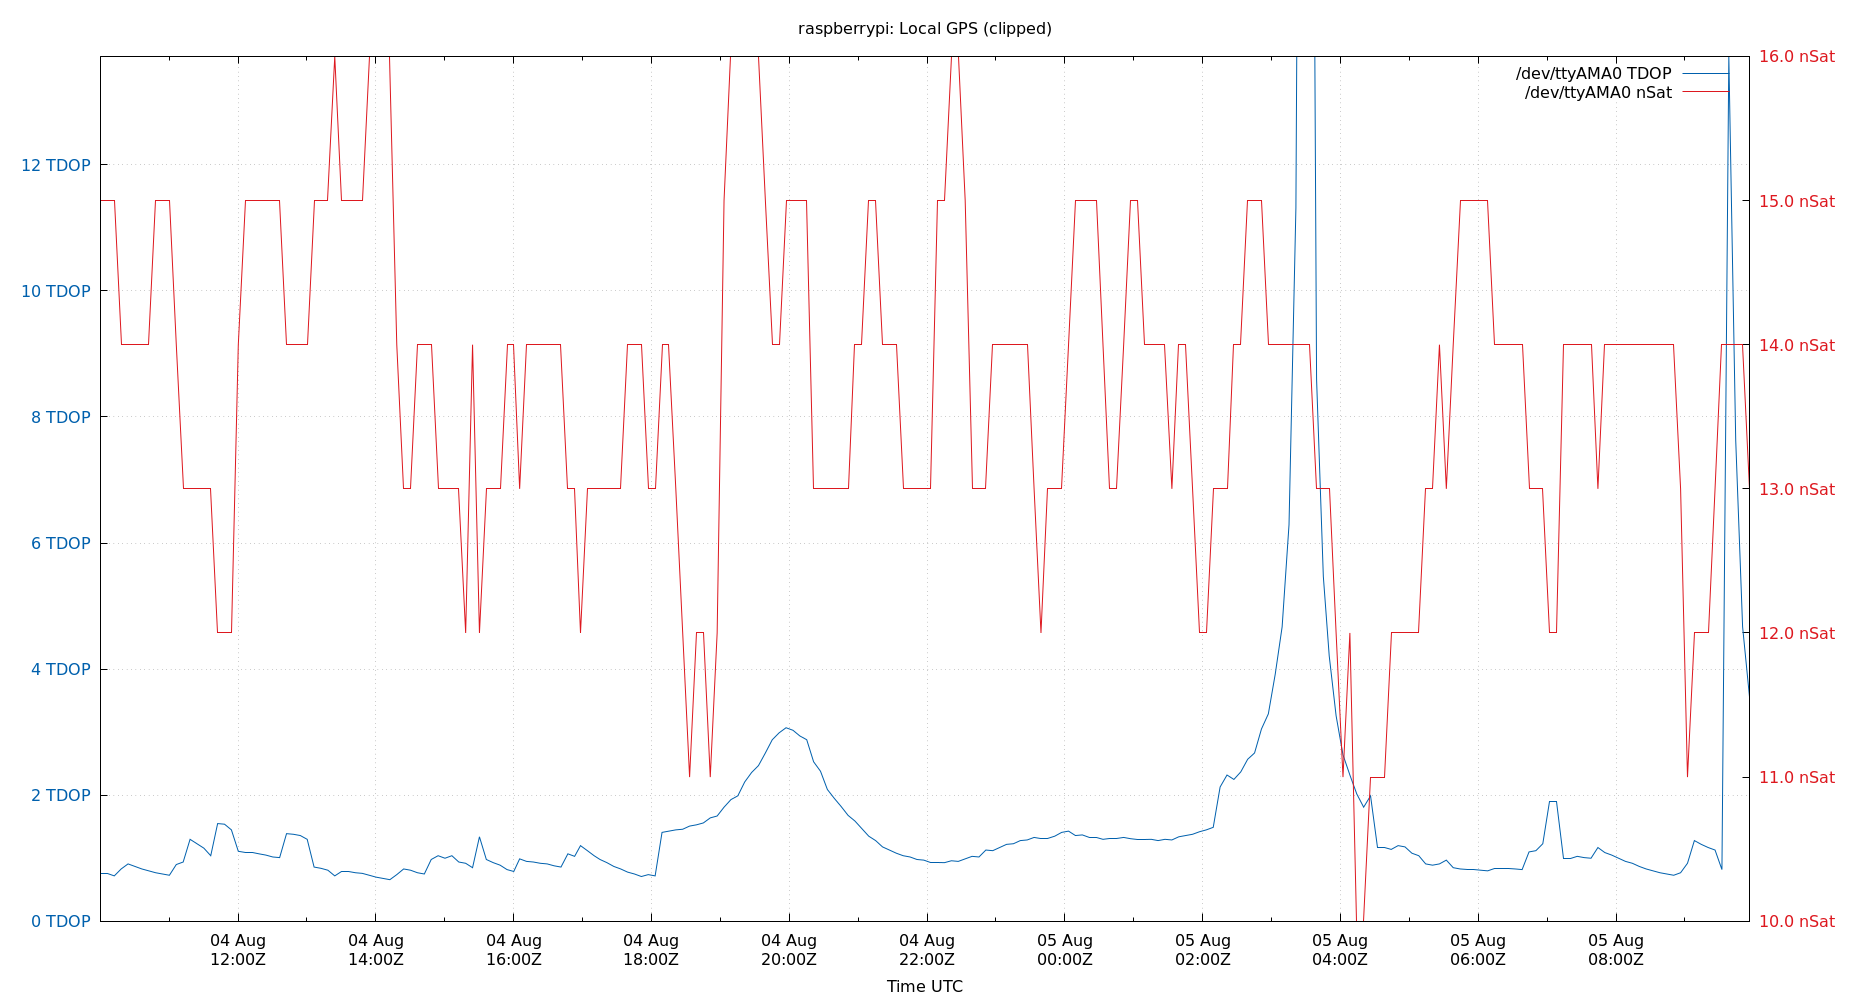 raspberrypi: Local GPS (clipped)
16.0 nSat
/dev/ttyAMA0 TDOP
/dev/ttyAMA0 nSat
12 TDOP
15.0 nSat
10 TDOP
14.0 nSat
8 TDOP
13.0 nSat
6 TDOP
12.0 nSat
4 TDOP
11.0 nSat
2 TDOP
0 TDOP
10.0 nSat
04 Aug 04 Aug 04 Aug 04 Aug 04 Aug 04 Aug 05 Aug 05 Aug 05 Aug 05 Aug 05 Aug
12:00Z 14:00Z 16:00Z 18:00Z 20:00Z 22:00Z 00:00Z 02:00Z 04:00Z 06:00Z 08:00Z
Time UTC